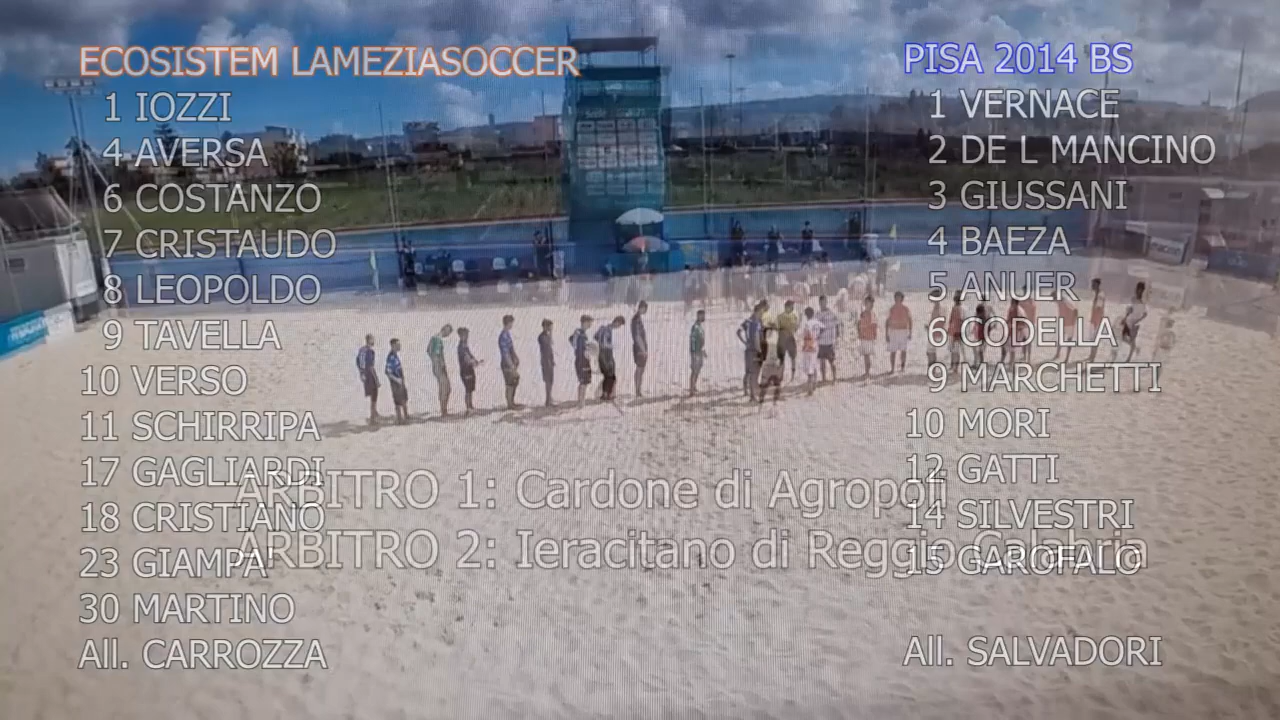 ECOSISTEM LAMEZIASOCCER
1 IOZZI
4 AVERSA
6 COSTANZO
7 CRISTAUDO
8 LEOPOLDO
9 TAVELLA
10 VERSO
11 SCHIRRIPA
17 GAGLIARDI
18 CRISTIANO
23 GIAMPA'
30 MARTINO
All. CARROZZA
PISA 2014 BS
1 VERNACE
2 DE L MANCINO
3 GIUSSANI
4 BAEZA
5 ANUER
6 CODELLA
9 MARCHETTI
10 MORI
12 GATTI
14 SILVESTRI
15 GAROFALO
All. SALVADORI
ARBITRO 1: Cardone di Agropoli
ARBITRO 2: Ieracitano di Reggio Calabria